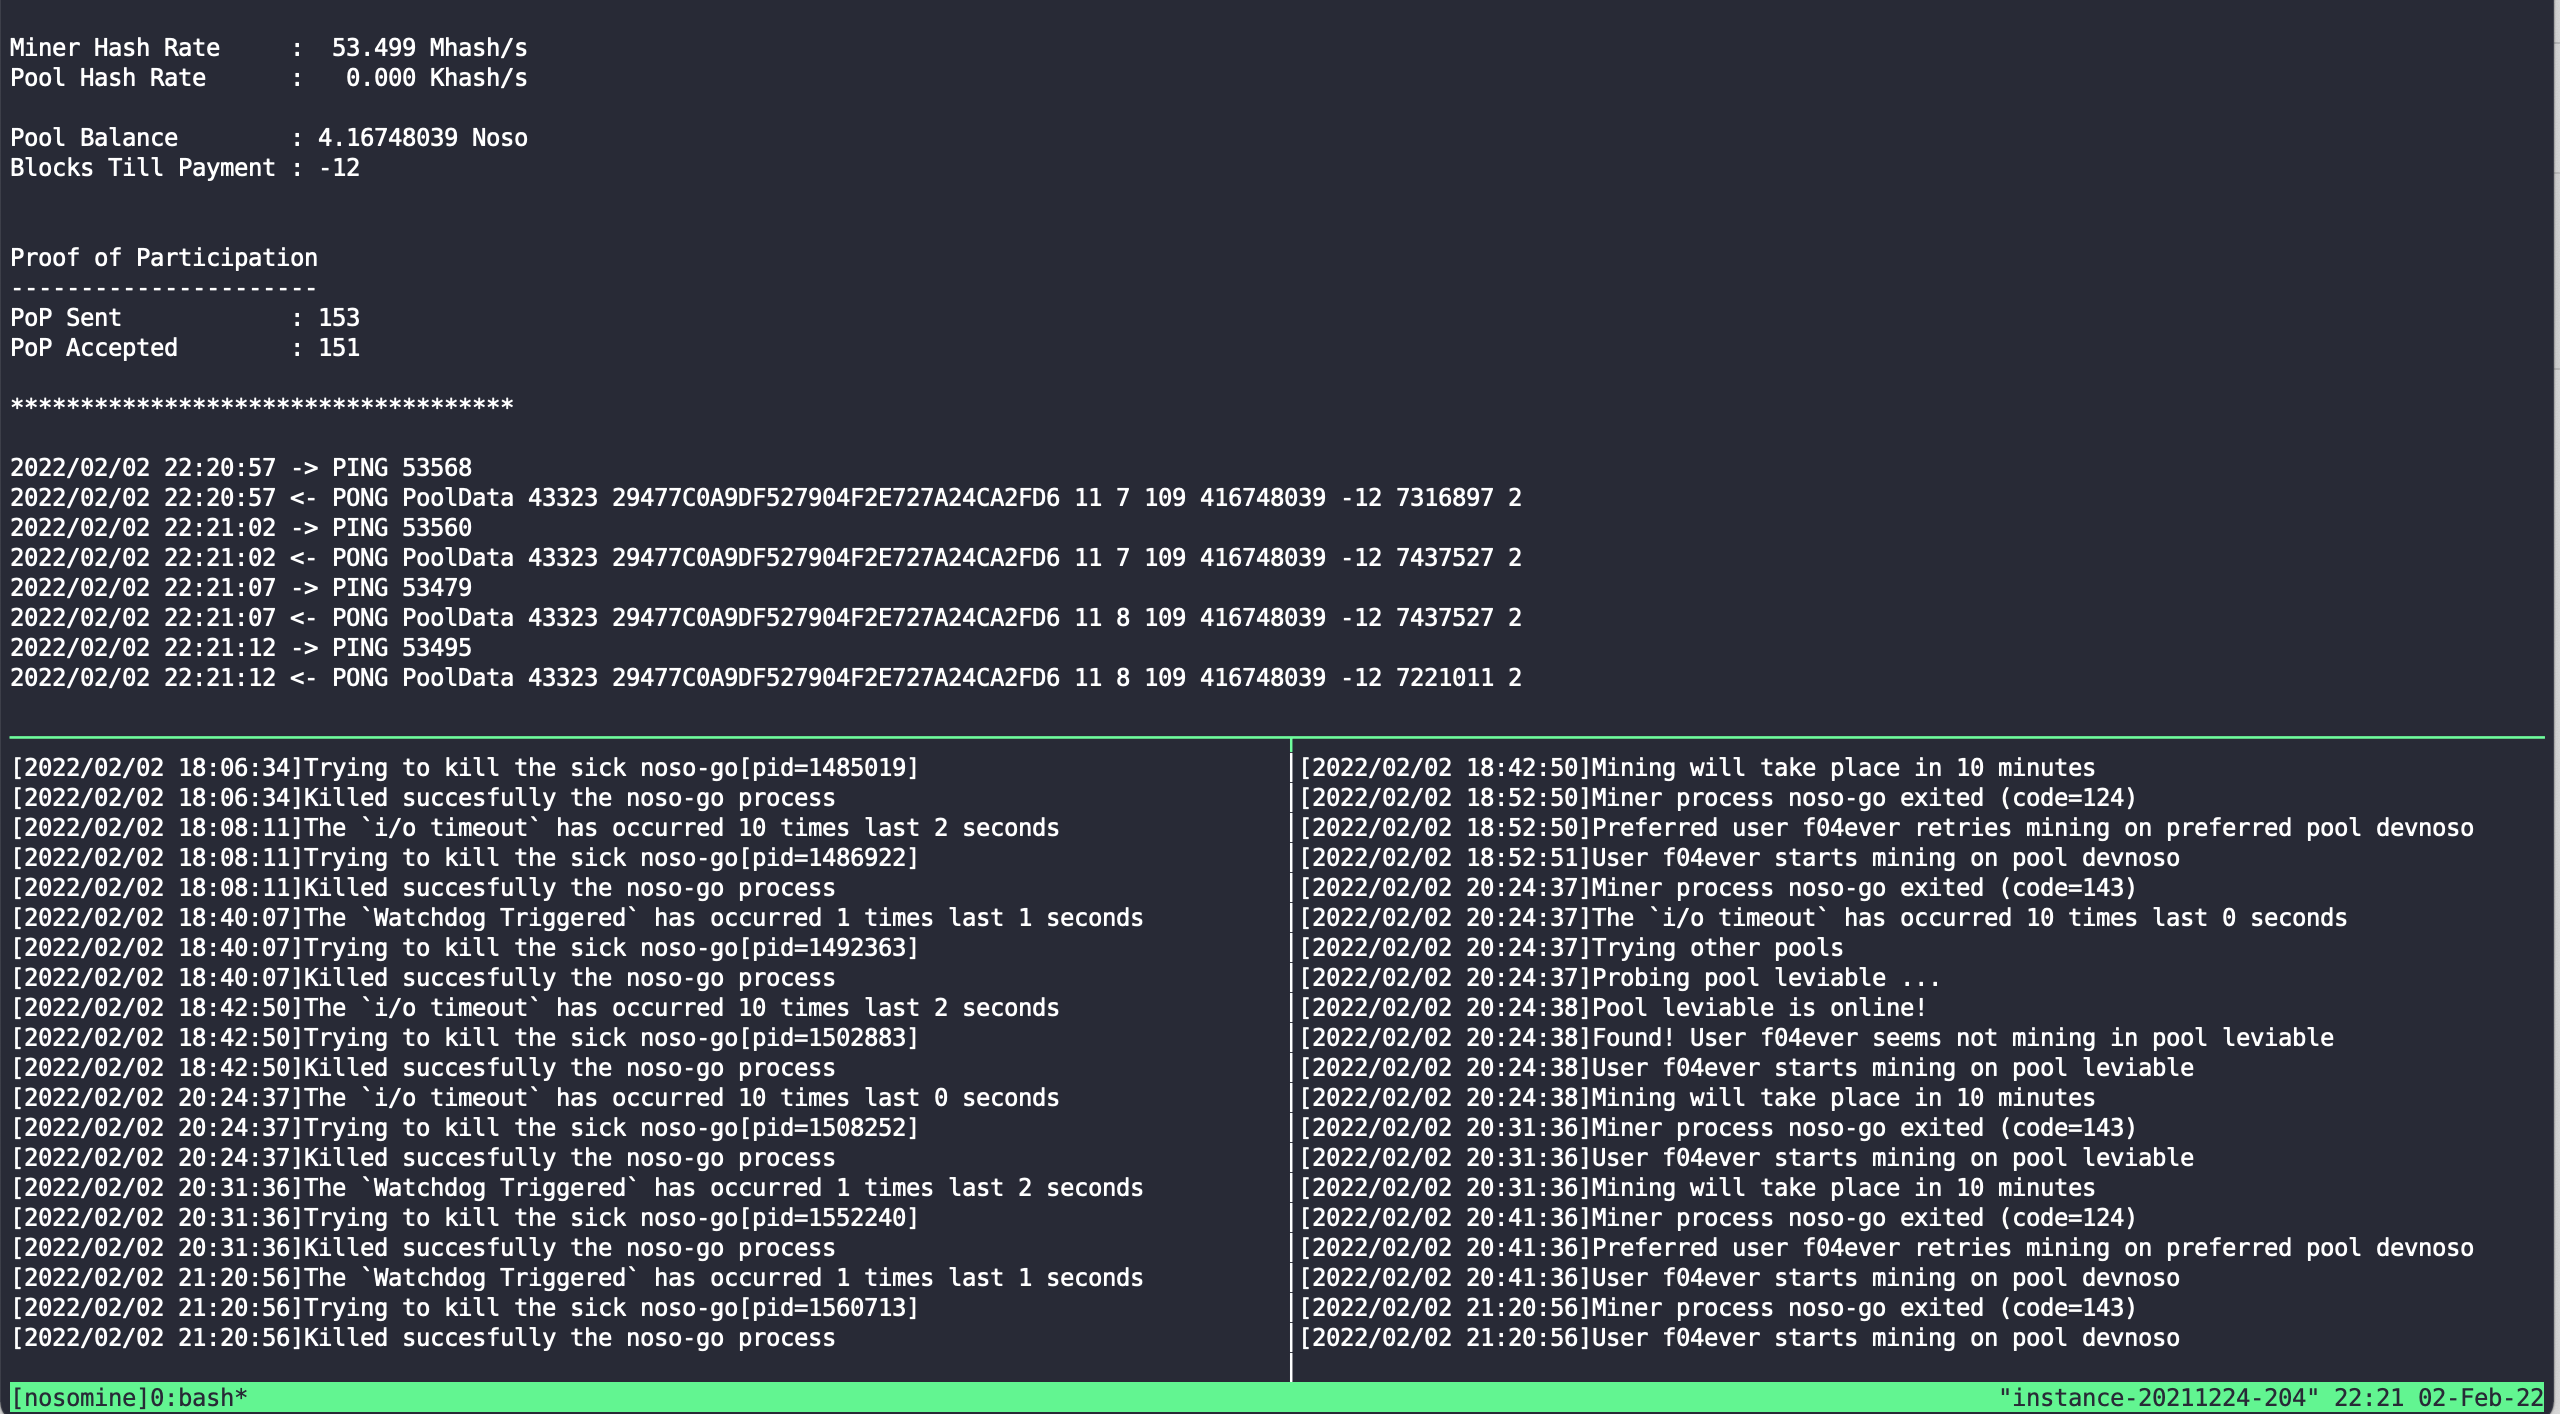 Miner Hash Rate     :  53.499 Mhash/s
Pool Hash Rate      :   0.000 Khash/s
Pool Balance        : 4.16748039 Noso
Blocks Till Payment : -12
Proof of Participation
----------------------
PoP Sent            : 153
PoP Accepted        : 151
************************************
2022/02/02 22:20:57 -> PING 53568
2022/02/02 22:20:57 <- PONG PoolData 43323 29477C0A9DF527904F2E727A24CA2FD6 11 7 109 416748039 -12 7316897 2
2022/02/02 22:21:02 -> PING 53560
2022/02/02 22:21:02 <- PONG PoolData 43323 29477C0A9DF527904F2E727A24CA2FD6 11 7 109 416748039 -12 7437527 2
2022/02/02 22:21:07 -> PING 53479
2022/02/02 22:21:07 <- PONG PoolData 43323 29477C0A9DF527904F2E727A24CA2FD6 11 8 109 416748039 -12 7437527 2
2022/02/02 22:21:12 -> PING 53495
2022/02/02 22:21:12 <- PONG PoolData 43323 29477C0A9DF527904F2E727A24CA2FD6 11 8 109 416748039 -12 7221011 2
[2022/02/02 18:06:34]Trying to kill the sick noso-go[pid=1485019]
[2022/02/02 18:06:34]Killed succesfully the noso-go process
[2022/02/02 18:08:11]The `i/o timeout` has occurred 10 times last 2 seconds
[2022/02/02 18:08:11]Trying to kill the sick noso-go[pid=1486922]
[2022/02/02 18:08:11]Killed succesfully the noso-go process
[2022/02/02 18:40:07]The `Watchdog Triggered` has occurred 1 times last 1 seconds
[2022/02/02 18:40:07]Trying to kill the sick noso-go[pid=1492363]
[2022/02/02 18:40:07]Killed succesfully the noso-go process
[2022/02/02 18:42:50]The `i/o timeout` has occurred 10 times last 2 seconds
[2022/02/02 18:42:50]Trying to kill the sick noso-go[pid=1502883]
[2022/02/02 18:42:50]Killed succesfully the noso-go process
[2022/02/02 20:24:37]The `i/o timeout` has occurred 10 times last 0 seconds
[2022/02/02 20:24:37]Trying to kill the sick noso-go[pid=1508252]
[2022/02/02 20:24:37]Killed succesfully the noso-go process
[2022/02/02 20:31:36]The `Watchdog Triggered` has occurred 1 times last 2 seconds
[2022/02/02 20:31:36]Trying to kill the sick noso-go[pid=1552240]
[2022/02/02 20:31:36]Killed succesfully the noso-go process
[2022/02/02 21:20:56]The `Watchdog Triggered` has occurred 1 times last 1 seconds
[2022/02/02 21:20:56]Trying to kill the sick noso-go[pid=1560713]
[2022/02/02 21:20:56]Killed succesfully the noso-go process
[2022/02/02 18:42:50]Mining will take place in 10 minutes
[2022/02/02 18:52:50]Miner process noso-go exited (code=124)
[2022/02/02 18:52:50]Preferred user f04ever retries mining on preferred pool devnoso
[2022/02/02 18:52:51]User f04ever starts mining on pool devnoso
[2022/02/02 20:24:37]Miner process noso-go exited (code=143)
[2022/02/02 20:24:37]The `i/o timeout` has occurred 10 times last 0 seconds
[2022/02/02 20:24:37]Trying other pools
[2022/02/02 20:24:37]Probing pool leviable ...
[2022/02/02 20:24:38]Pool leviable is online!
[2022/02/02 20:24:38]Found! User f04ever seems not mining in pool leviable
[2022/02/02 20:24:38]User f04ever starts mining on pool leviable
[2022/02/02 20:24:38]Mining will take place in 10 minutes
[2022/02/02 20:31:36]Miner process noso-go exited (code=143)
[2022/02/02 20:31:36]User f04ever starts mining on pool leviable
[2022/02/02 20:31:36]Mining will take place in 10 minutes
[2022/02/02 20:41:36]Miner process noso-go exited (code=124)
[2022/02/02 20:41:36]Preferred user f04ever retries mining on preferred pool devnoso
[2022/02/02 20:41:36]User f04ever starts mining on pool devnoso
[2022/02/02 21:20:56]Miner process noso-go exited (code=143)
[2022/02/02 21:20:56]User f04ever starts mining on pool devnoso
[nosomine]0:bash* "instance-20211224-204" 22:21 02-Feb-22